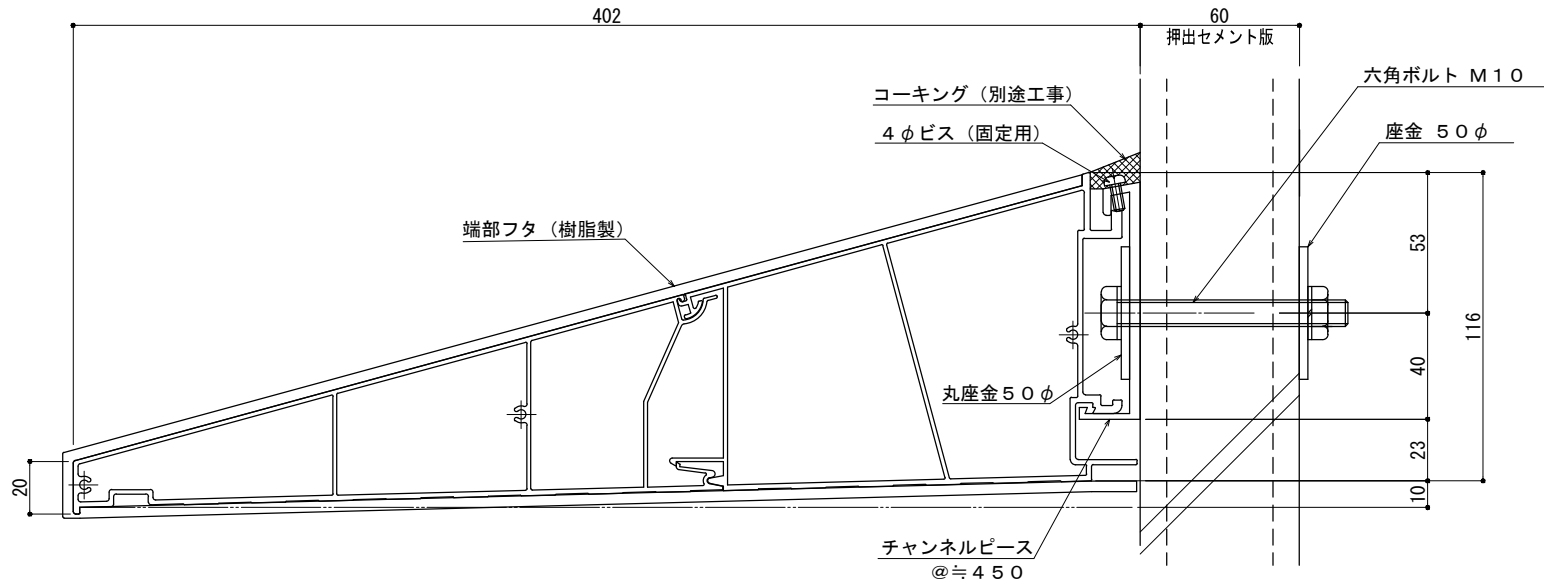 402
60
押出セメント版
六角ボルト Ｍ１０
コーキング（別途工事）
４φビス（固定用）
座金 ５０φ
端部フタ（樹脂製）
53
116
40
丸座金５０φ
23
20
10
チャンネルピース
＠≒４５０